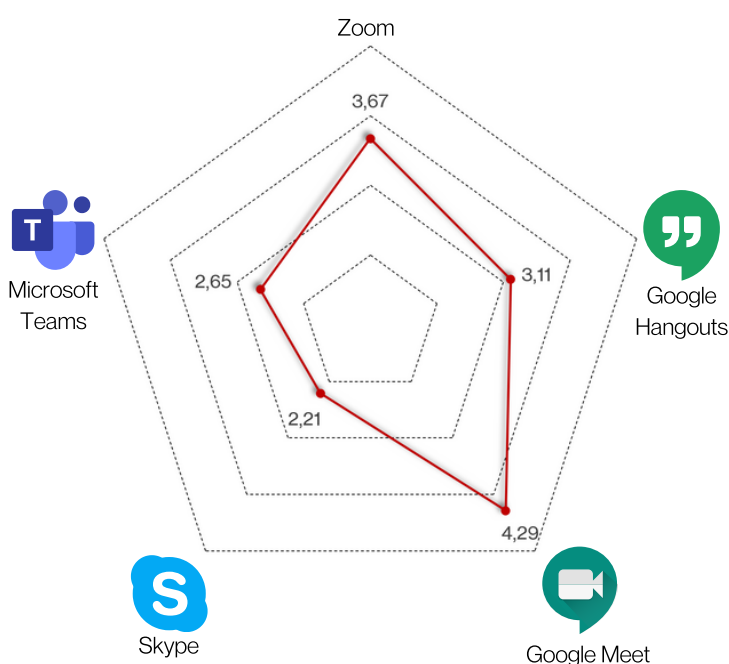 Zoom
3,67
T
Microsoft
Teams
2,65
3,11
Google
Hangouts
2,21
4,29
S
Skype
Google Meet